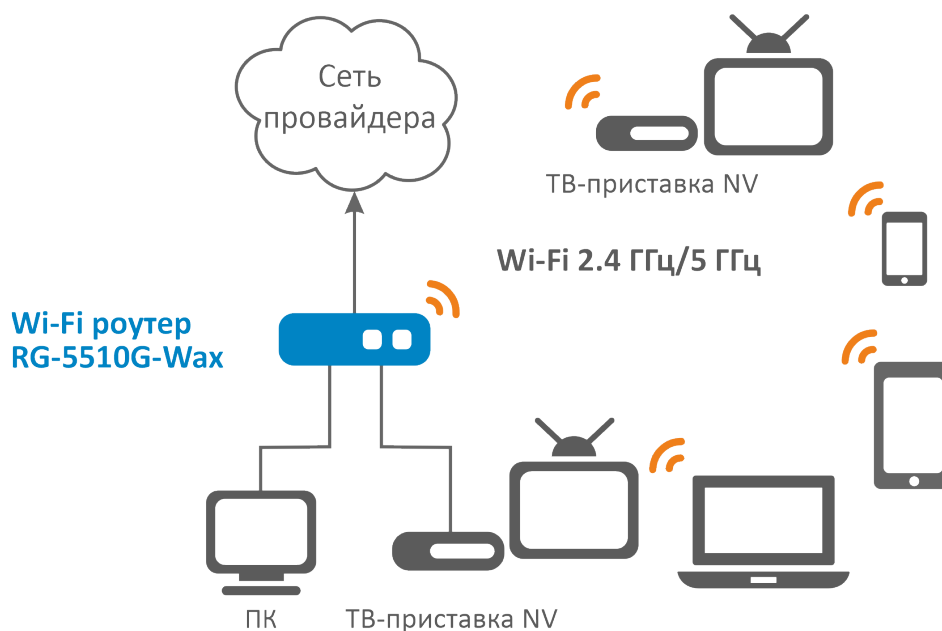 Сеть
провайдера
ТВ-приставка NV
Wi-Fi 2.4 ГГц/5 ГГц
Wi-Fi роутер
RG-5510G-Wax
ПК
ТВ-приставка NV